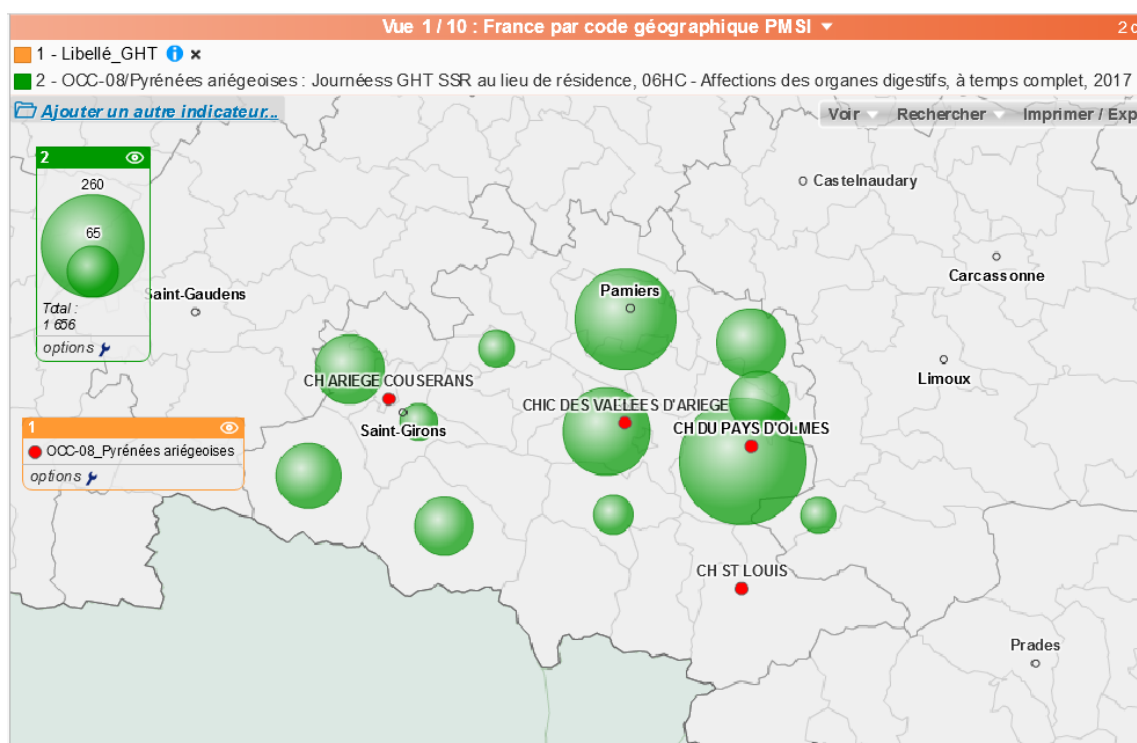 Vue 1 / 10 : France par code géographique PMSI
1 - Libellé_GHT
2 - OCC-08/Pyrénées ariégeoises : Journéess GHT SSR au lieu de résidence, 06HC - Affections des organes digestifs, à temps complet, 2017
Ajouter un autre indicateur...
Voir Rechercher Imprimer / Exp
2
260
65
Total :
1 656
options
Castelnaudary
Carcassonne
Saint-Gaudens
Pamiers
Limoux
CH ARIEGE COUSERANS
CHIC DES VALLEES D'ARIEGE
Saint-Girons
CH DU PAYS D'OLMES
1
OCC-08_Pyrénées ariégeoises
options
CH ST LOUIS
Prades